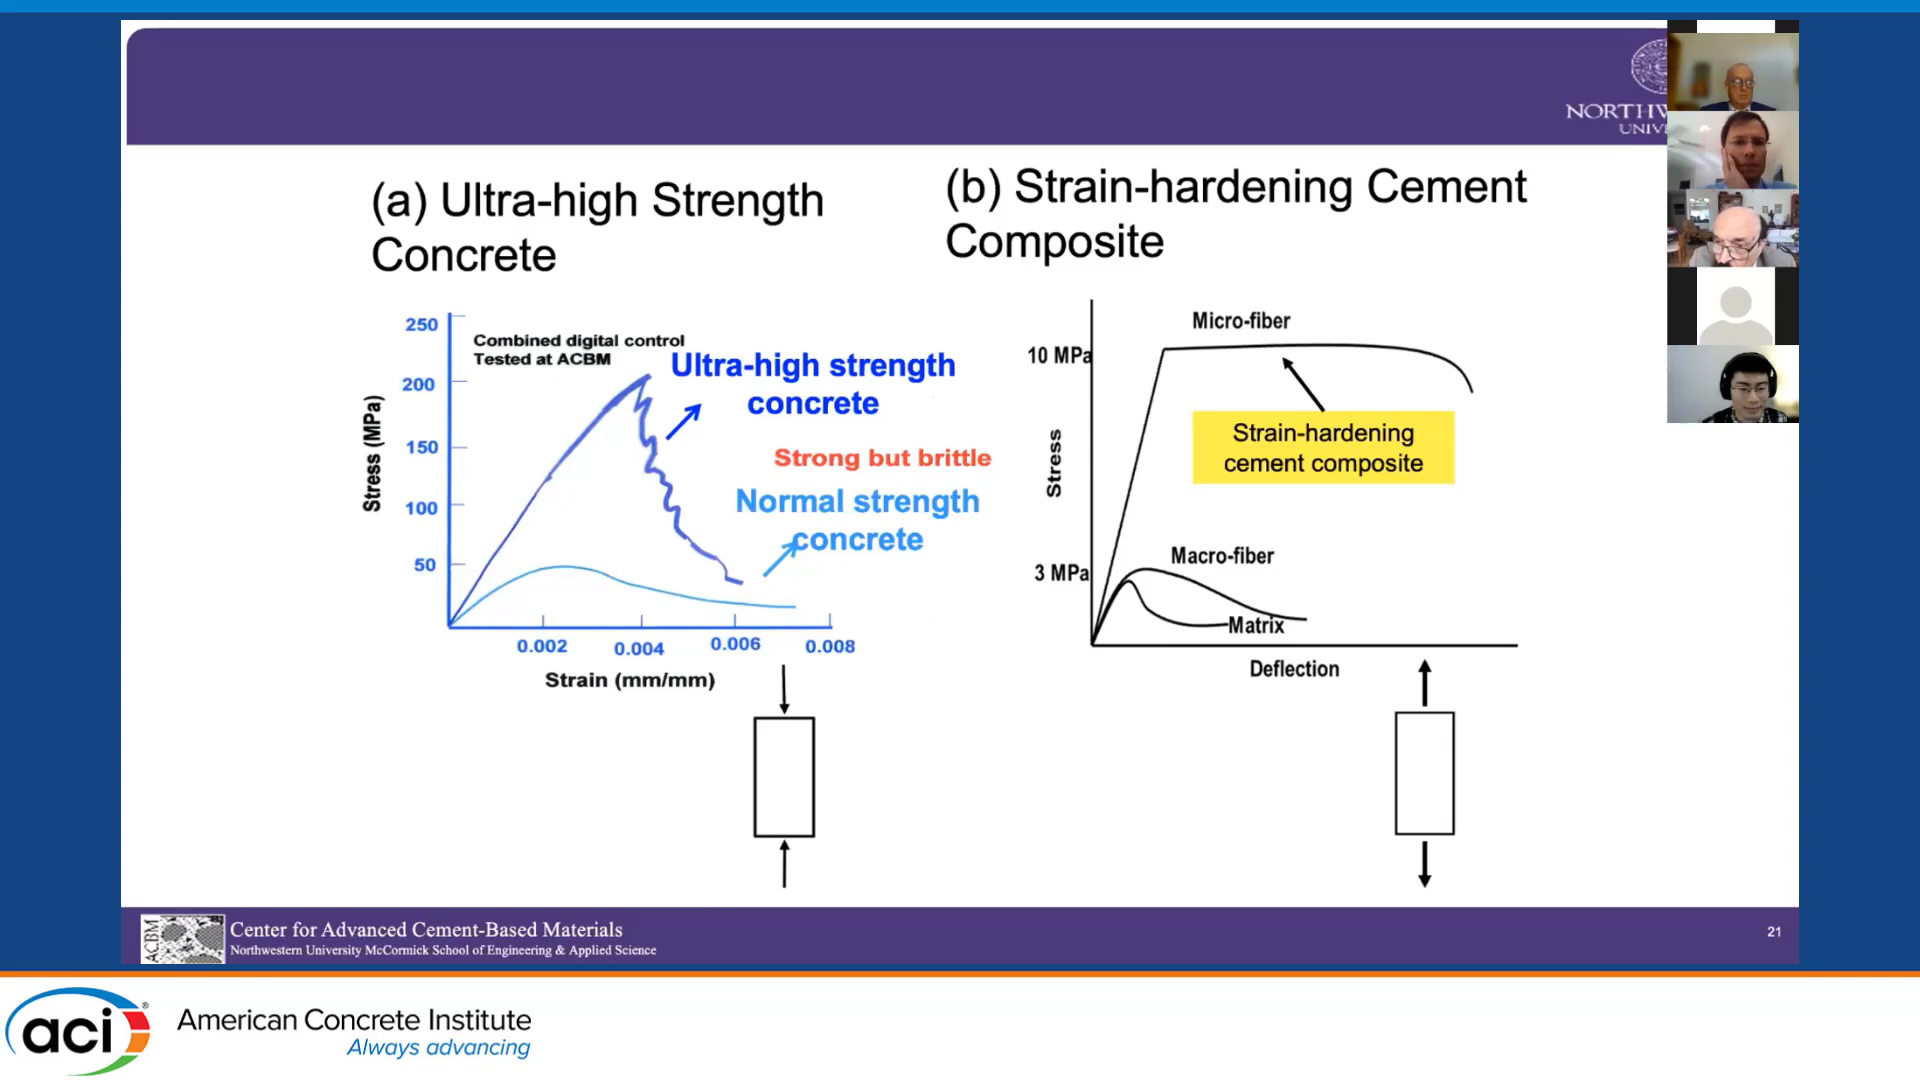 NORTHW
UNIV
(a) Ultra-high Strength
Concrete
(b) Strain-hardening Cement
Composite
250
200
150
100
50
Stress (MPa)
Combined digital control
Tested at ACBM
Ultra-high strength
concrete
Strong but brittle
Normal strength
concrete
0.002
0.004
0.006
0.008
Strain (mm/mm)
Micro-fiber
10 MPa
Strain-hardening
cement composite
Stress
Macro-fiber
3 MPa
Matrix
Deflection
ACBM
Center for Advanced Cement-Based Materials
Northwestern University McCormick School of Engineering & Applied Science
21
aci®
American Concrete Institute
Always advancing